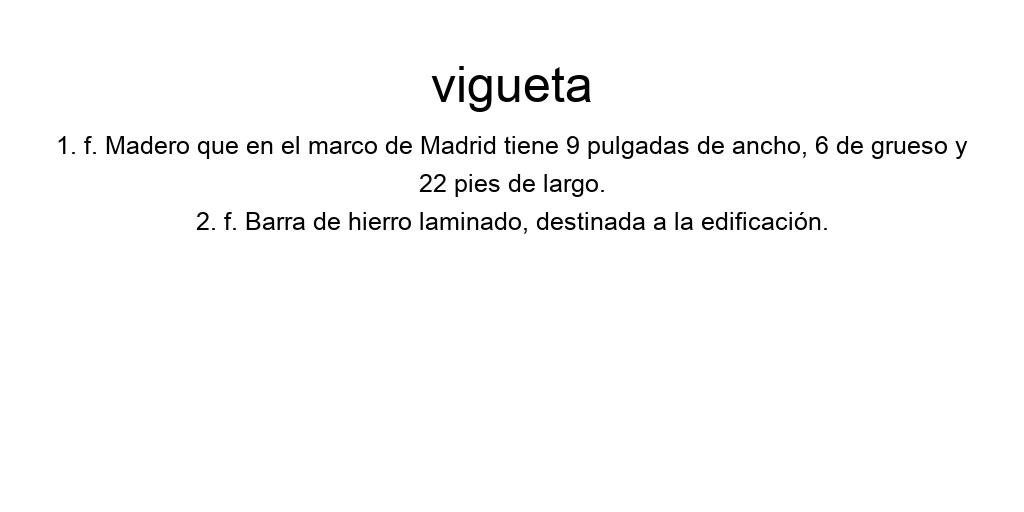 vigueta
1. f. Madero que en el marco de Madrid tiene 9 pulgadas de ancho, 6 de grueso y
22 pies de largo.
2. f. Barra de hierro laminado, destinada a la edificación.